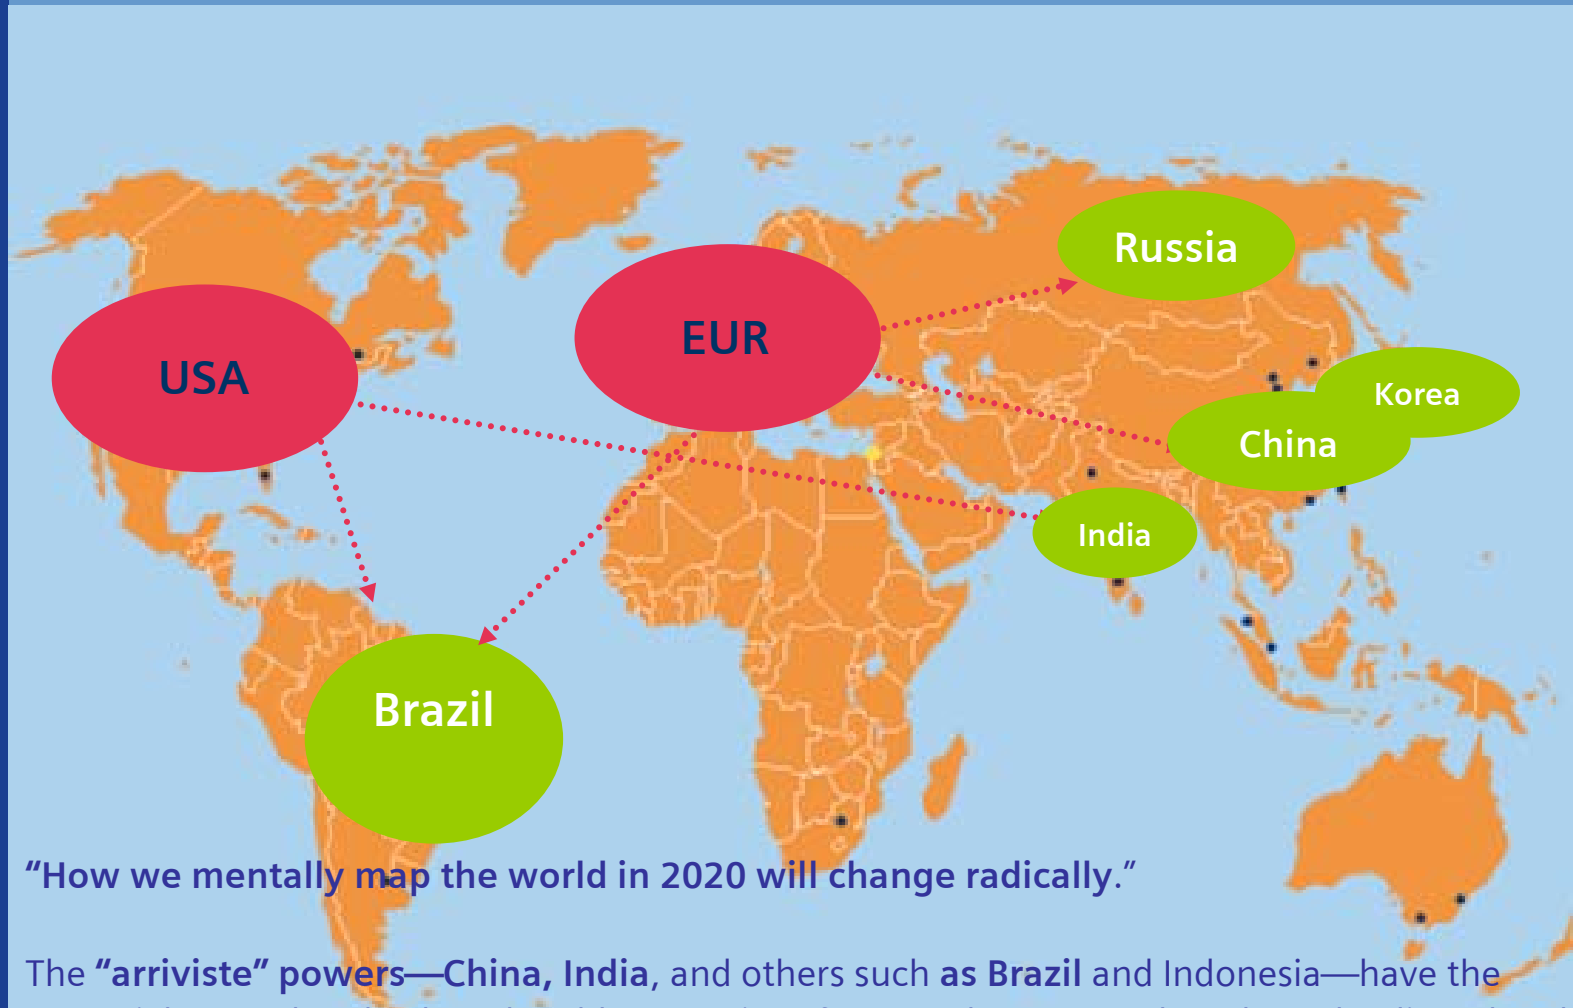 Russia
EUR
USA
Korea
China
India
Brazil
“How we mentally map the world in 2020 will change radically.”
The “arriviste” powers—China, India, and others such as Brazil and Indonesia—have the